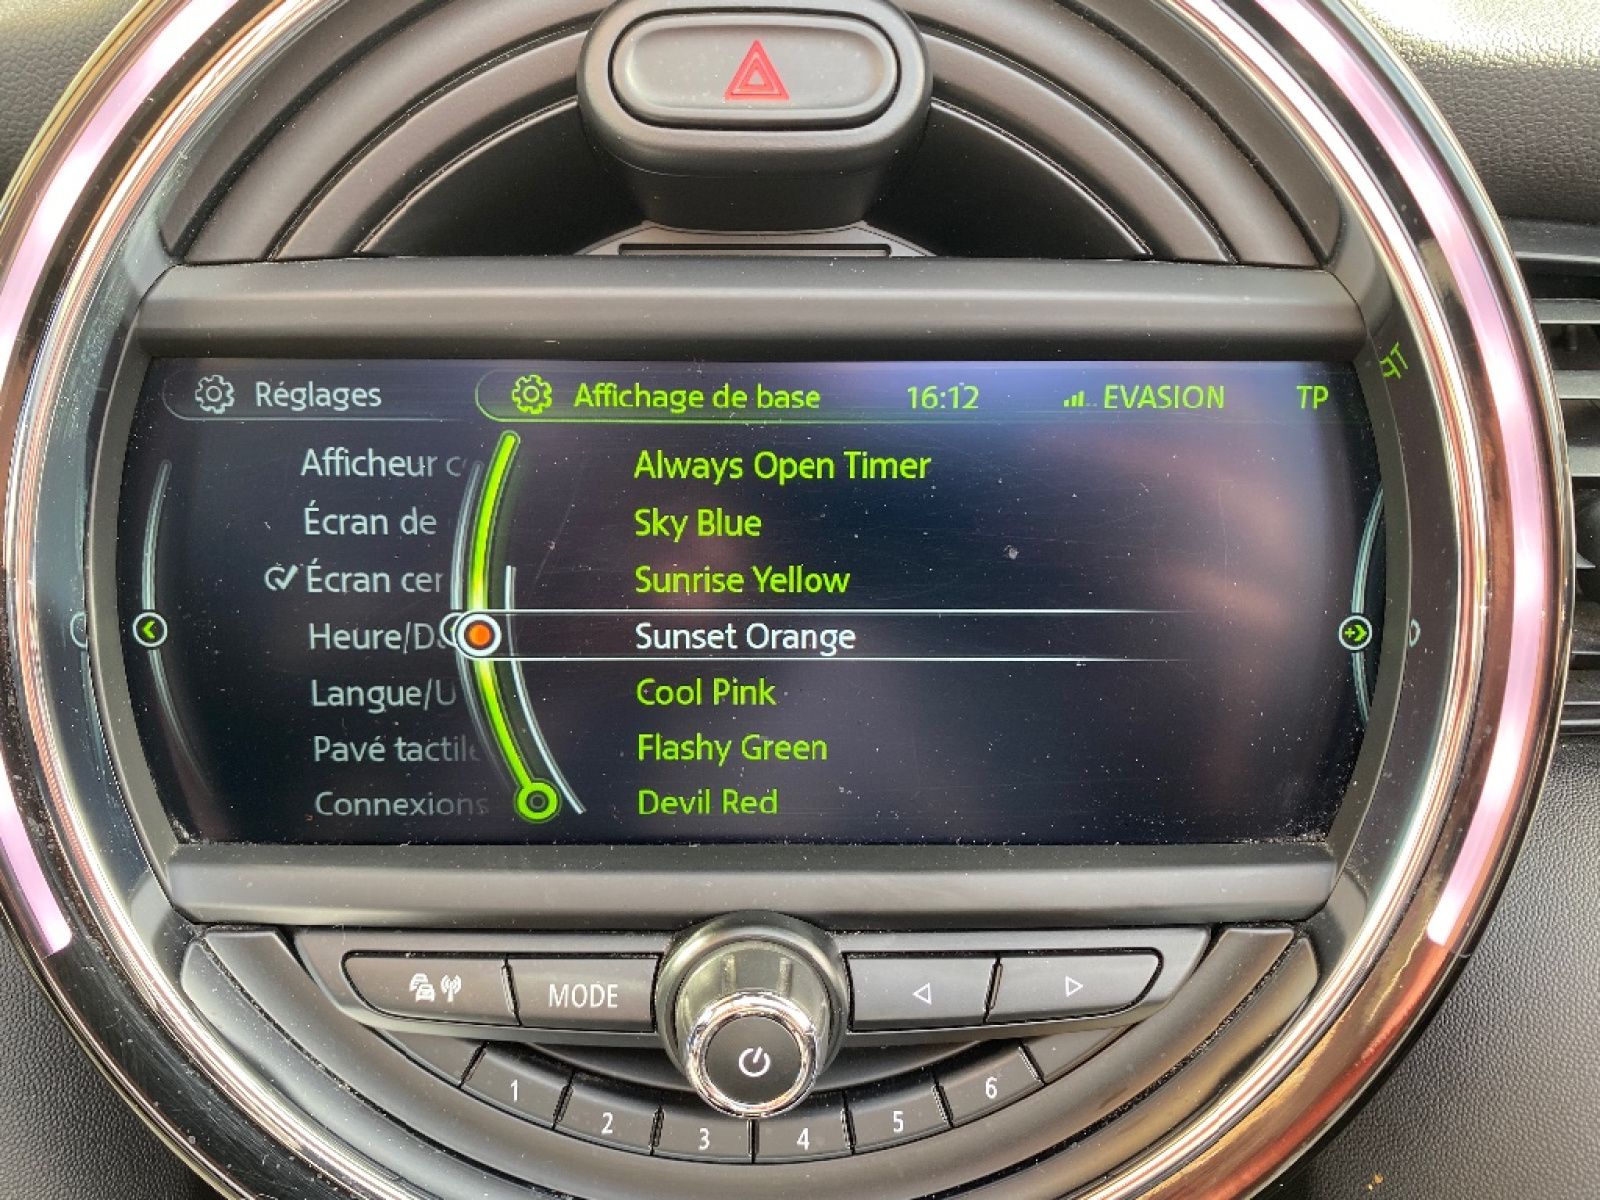 Réglages Affichage de base 16:12 EVASION TP
Afficheur
Écran de
Écran cer
Heure/D
Langue/U
Pavé tactile
Connexions
Always Open Timer
Sky Blue
Sunrise Yellow
Sunset Orange
Cool Pink
Flashy Green
Devil Red
MODE
1 2 3 4 5 6